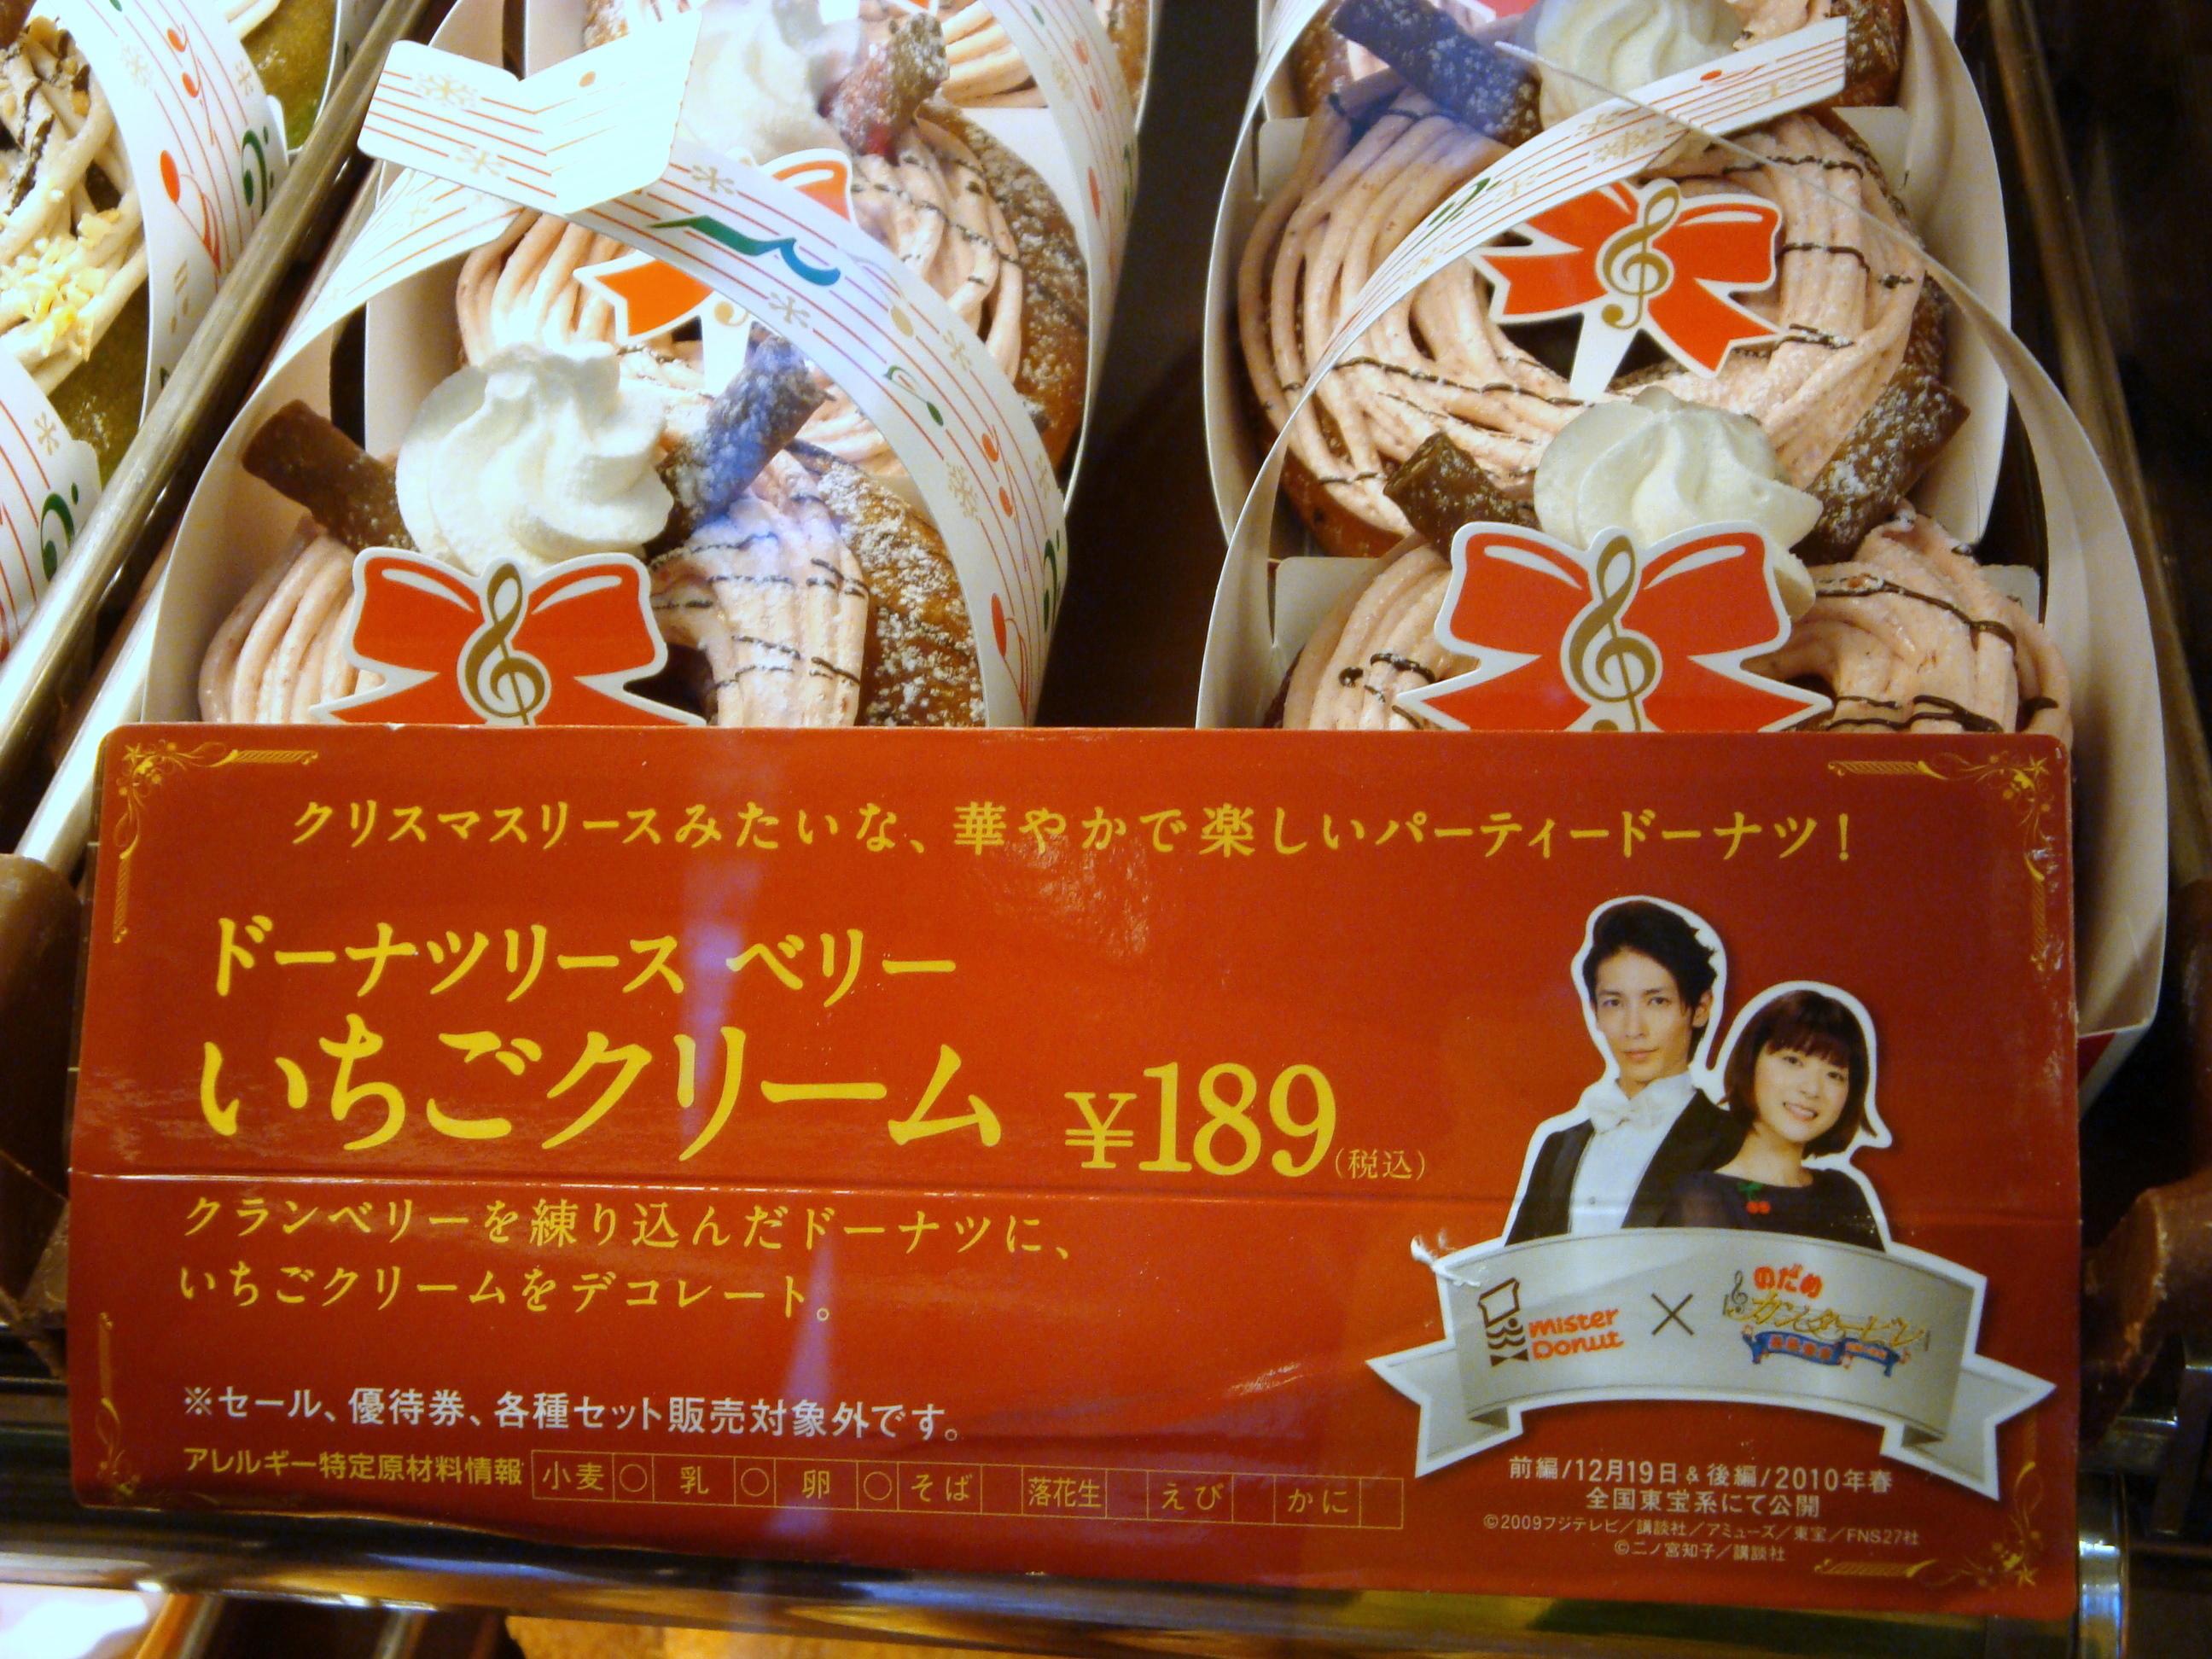 クリスマスリースみたいな、華やかで楽しいパーティードーナツ！
ドーナツリース ベリー
いちごクリーム ¥189(税込)
クランベリーを練り込んだドーナツに、
いちごクリームをデコレート。
※セール、優待券、各種セット販売対象外です。
アレルギー特定原材料情報 小麦 ○ 乳 ○ 卵 ○ そば 落花生 えび かに
mister Donut × のだめ カンタービレ
前編/12月19日＆後編/2010年春
全国東宝系にて公開
©2009フジテレビ／講談社／アミューズ／東宝／FNS27社
©二ノ宮知子／講談社